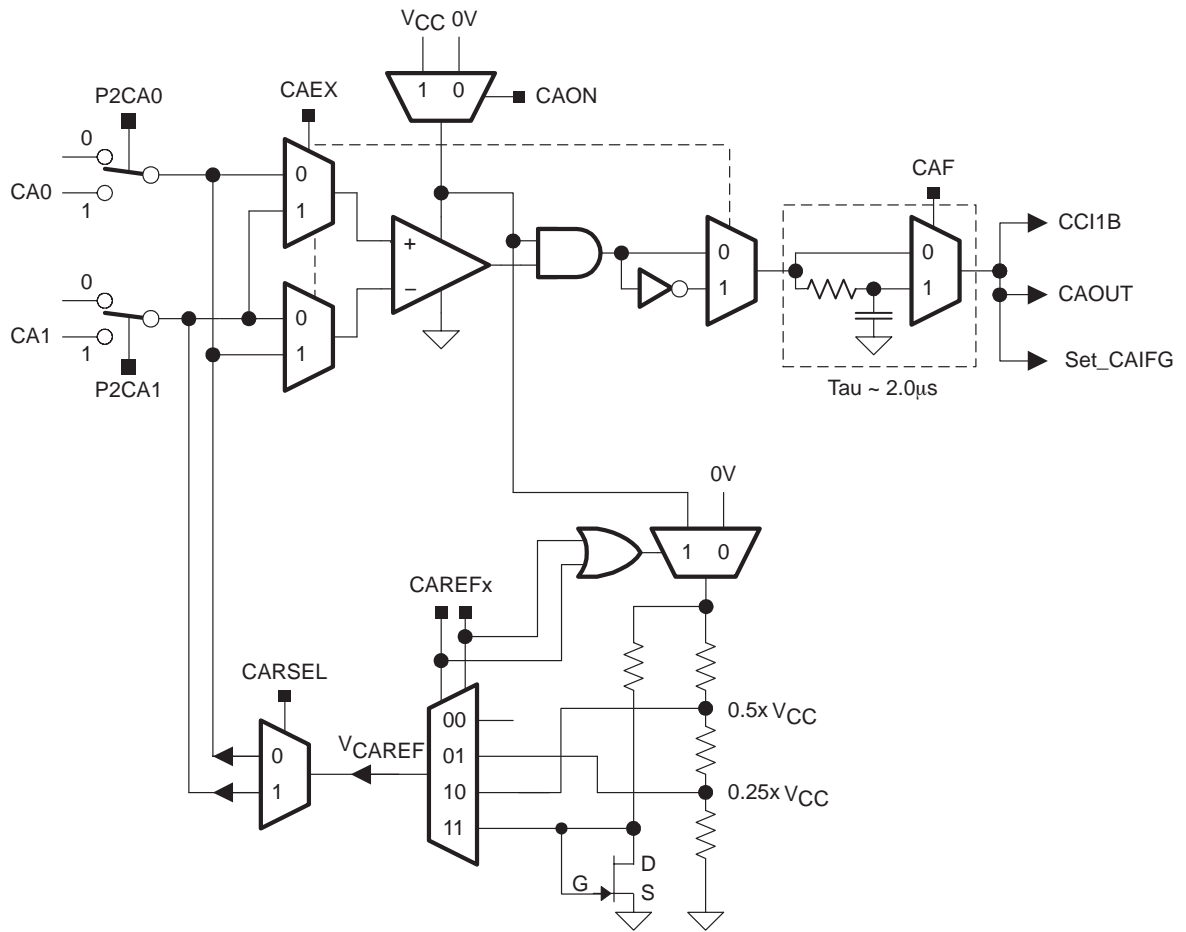 VCC 0V
1 0
CAON
P2CA0
CAEX
0
CA0
1
0
1
CAF
0
1
+
−
0
1
0
1
CCI1B
CAOUT
Set_CAIFG
Tau ~ 2.0μs
0
CA1
1
P2CA1
0
1
0V
1 0
CAREFx
CARSEL
0
1
VCAREF
00
01
10
11
0.5x VCC
0.25x VCC
D
G
S